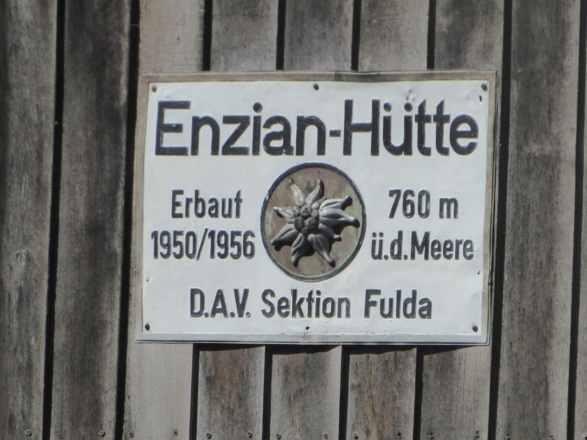 Enzian-Hütte
Erbaut 760 m
1950/1956 ü.d.Meere
D.A.V. Sektion Fulda